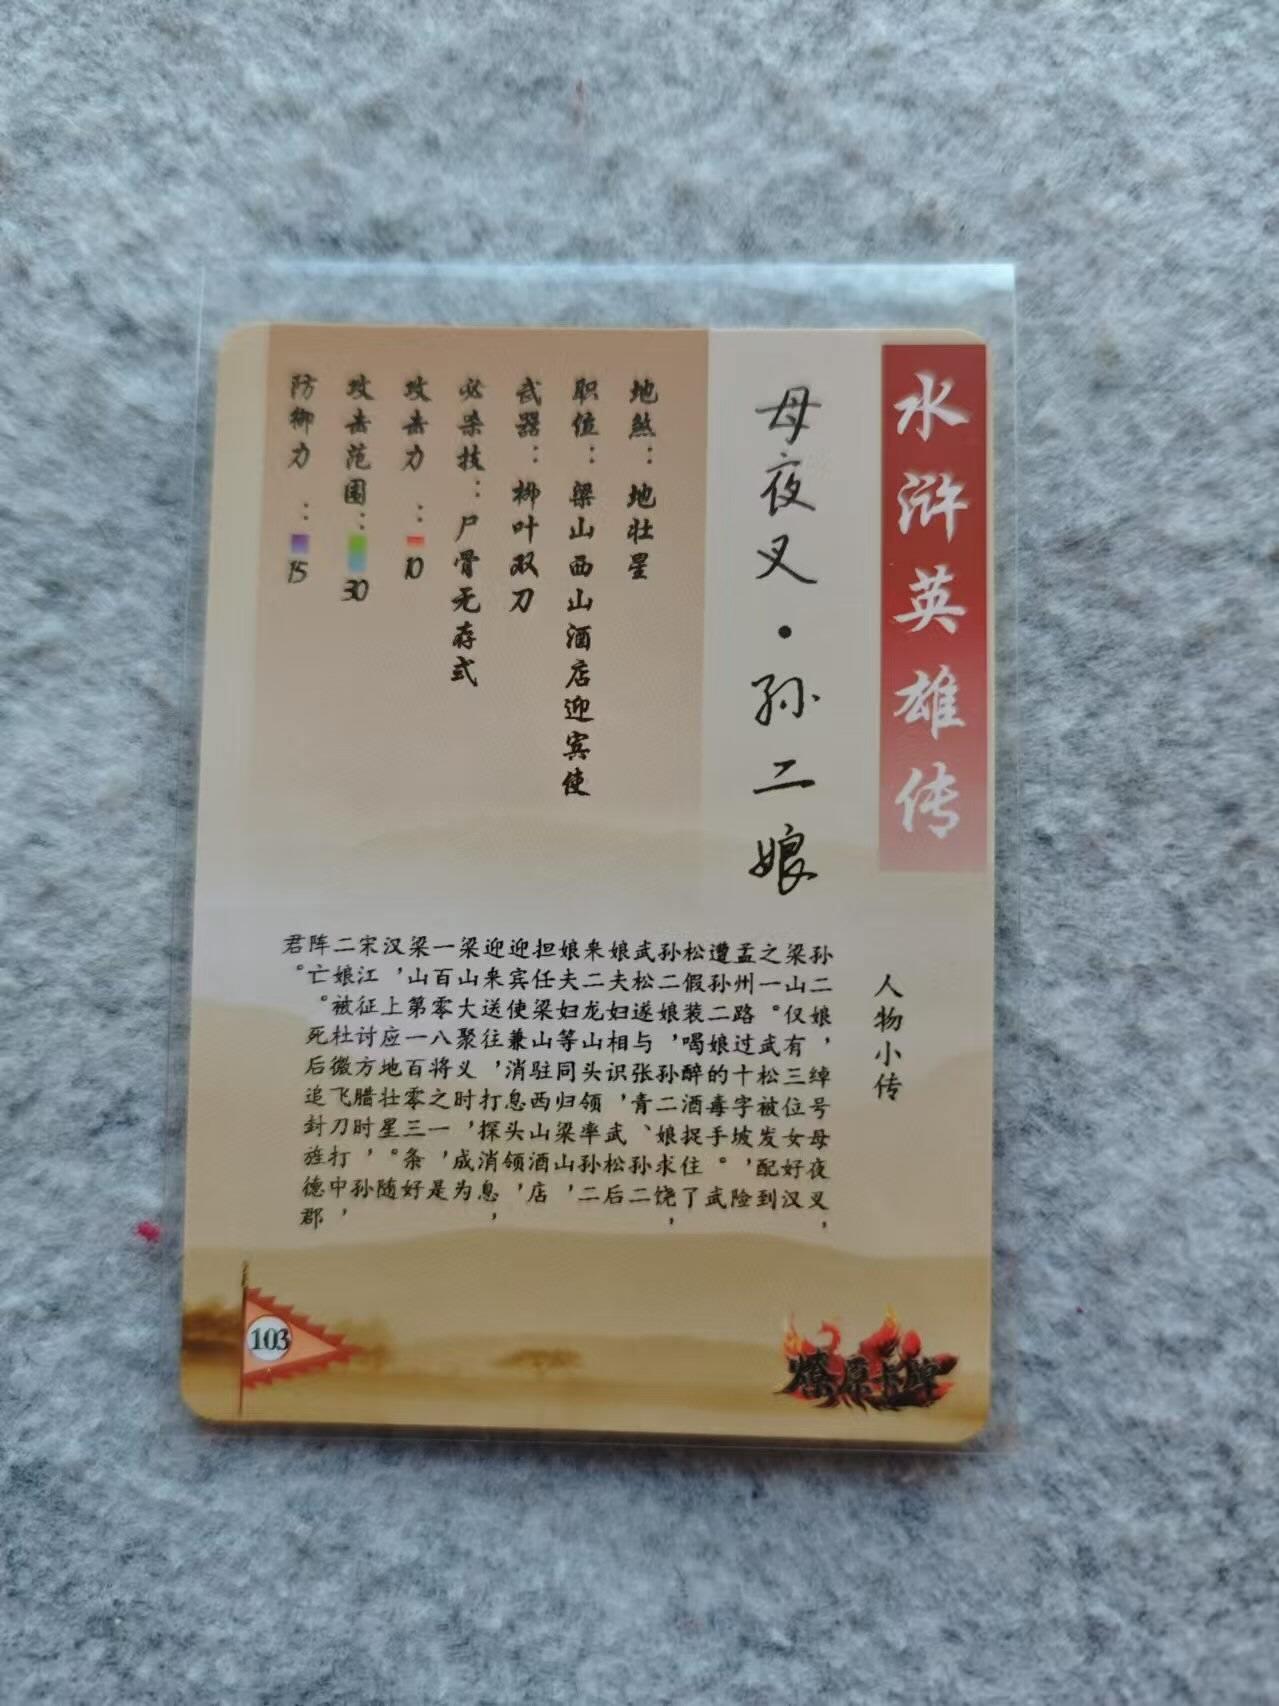 水浒英雄传
母夜叉·孙二娘
地煞：地壮星
职位：梁山西山酒店迎宾使
武器：柳叶双刀
必杀技：尸骨无存式
攻击力：10
攻击范围：30
防御力：15
人物小传
孙二娘，绰号母夜叉，
梁山仅有三位女好汉
之一。武松被发配到
孟州路过十字坡，险
遭孙二娘的毒手。武
松假装喝醉酒捉住了
孙二娘，孙二娘求饶，
武松遂与张青、孙二
娘夫妇相识，武松后
来二龙山头领率孙二
娘夫妇等同归梁山，
担任梁山驻西山酒店
迎宾使兼消息头领，
迎来送往，打探消息，
梁山大聚义时，成为
一百零八将之一，是
梁山第一百零三条好
汉，上应地壮星。随
宋江征讨方腊时，孙
二娘被杜微飞刀打中，
阵亡。死后追封旌德郡
君。
103
燎原卡牌